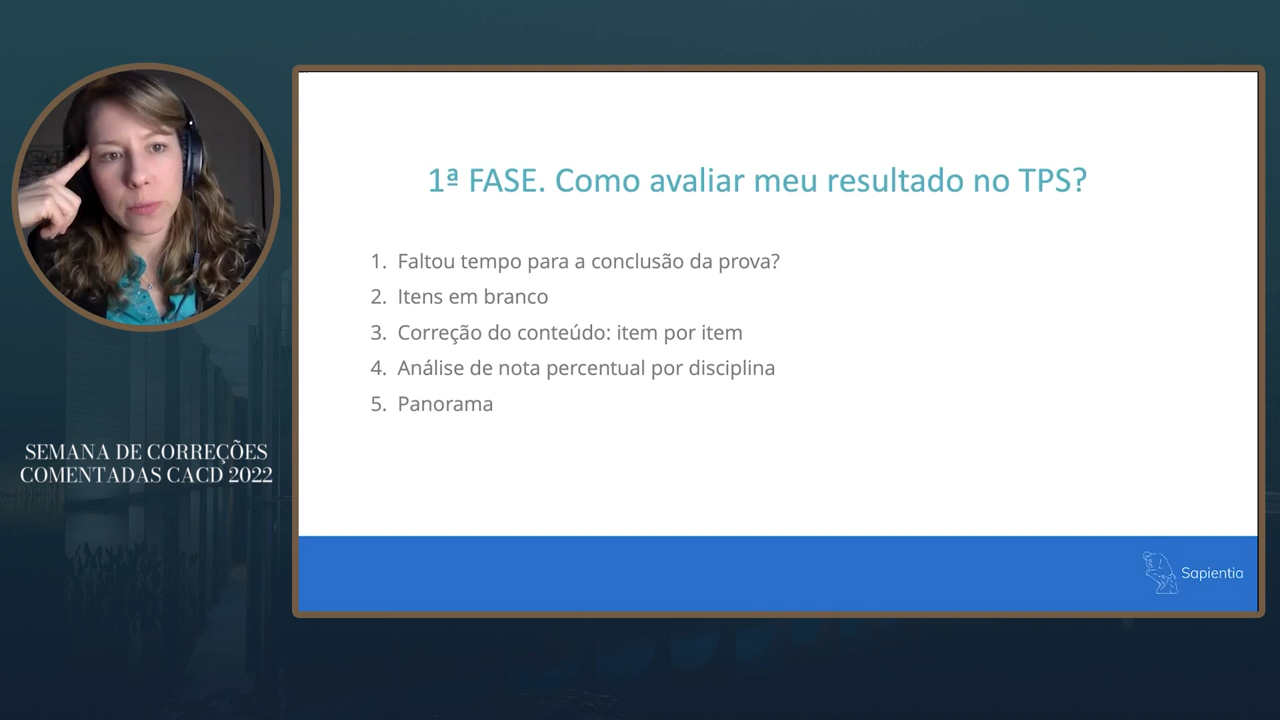 1ª FASE. Como avaliar meu resultado no TPS?
1. Faltou tempo para a conclusão da prova?
2. Itens em branco
3. Correção do conteúdo: item por item
4. Análise de nota percentual por disciplina
5. Panorama
SEMANA DE CORREÇÕES
COMENTADAS CACD 2022
Sapientia